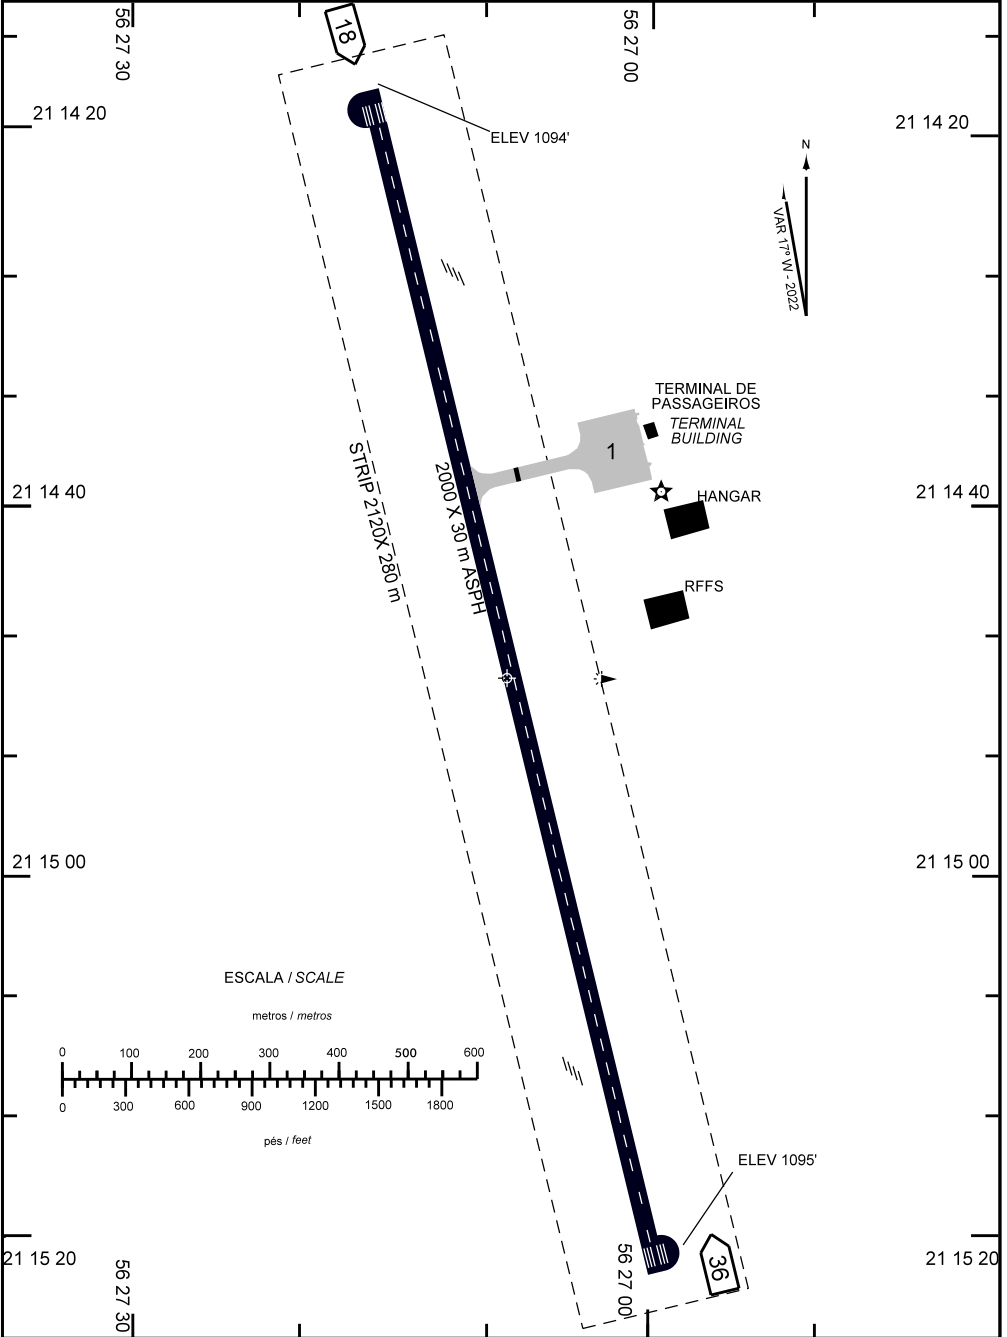 56 27 30
18
56 27 00
21 14 20
21 14 20
ELEV 1094'
N
VAR 17º W - 2022
TERMINAL DE
PASSAGEIROS
TERMINAL
BUILDING
1
STRIP 2120X 280 m
2000 X 30 m ASPH
21 14 40
21 14 40
HANGAR
RFFS
21 15 00
21 15 00
ESCALA / SCALE
metros / metros
0 100 200 300 400 500 600
0 300 600 900 1200 1500 1800
pés / feet
ELEV 1095'
21 15 20
21 15 20
56 27 30
56 27 00
36